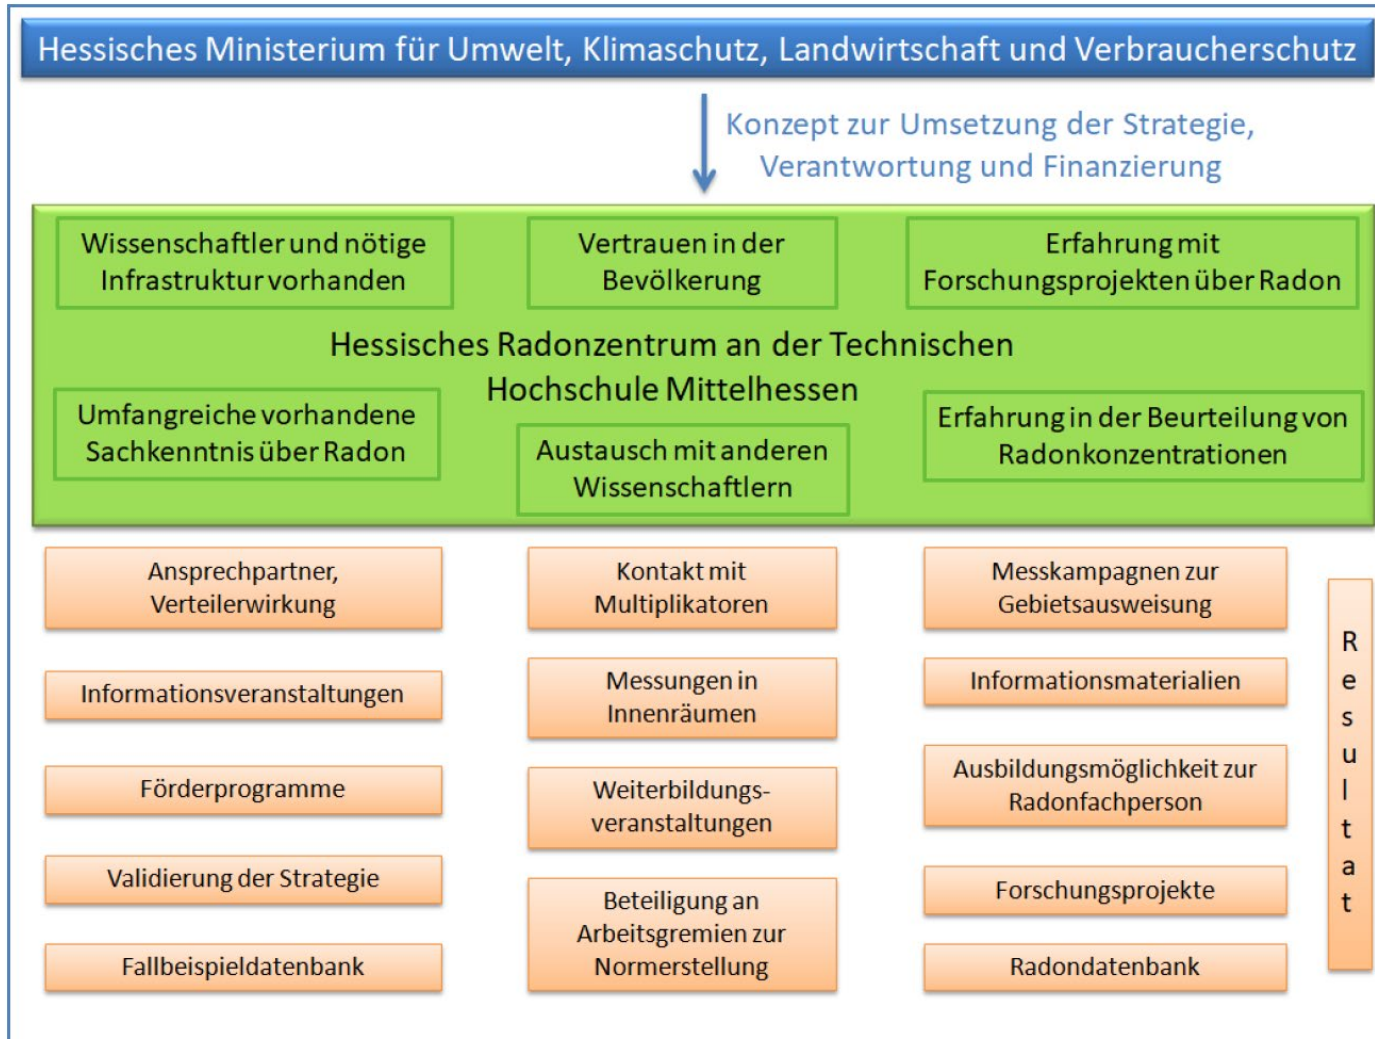 Hessisches Ministerium für Umwelt, Klimaschutz, Landwirtschaft und Verbraucherschutz
Konzept zur Umsetzung der Strategie,
Verantwortung und Finanzierung
Wissenschaftler und nötige
Infrastruktur vorhanden
Vertrauen in der
Bevölkerung
Erfahrung mit
Forschungsprojekten über Radon
Hessisches Radonzentrum an der Technischen
Hochschule Mittelhessen
Umfangreiche vorhandene
Sachkenntnis über Radon
Austausch mit anderen
Wissenschaftlern
Erfahrung in der Beurteilung von
Radonkonzentrationen
Ansprechpartner,
Verteilerwirkung
Informationsveranstaltungen
Förderprogramme
Validierung der Strategie
Fallbeispieldatenbank
Kontakt mit
Multiplikatoren
Messungen in
Innenräumen
Weiterbildungs-
veranstaltungen
Beteiligung an
Arbeitsgremien zur
Normerstellung
Messkampagnen zur
Gebietsausweisung
Informationsmaterialien
Ausbildungsmöglichkeit zur
Radonfachperson
Forschungsprojekte
Radondatenbank
Resultat